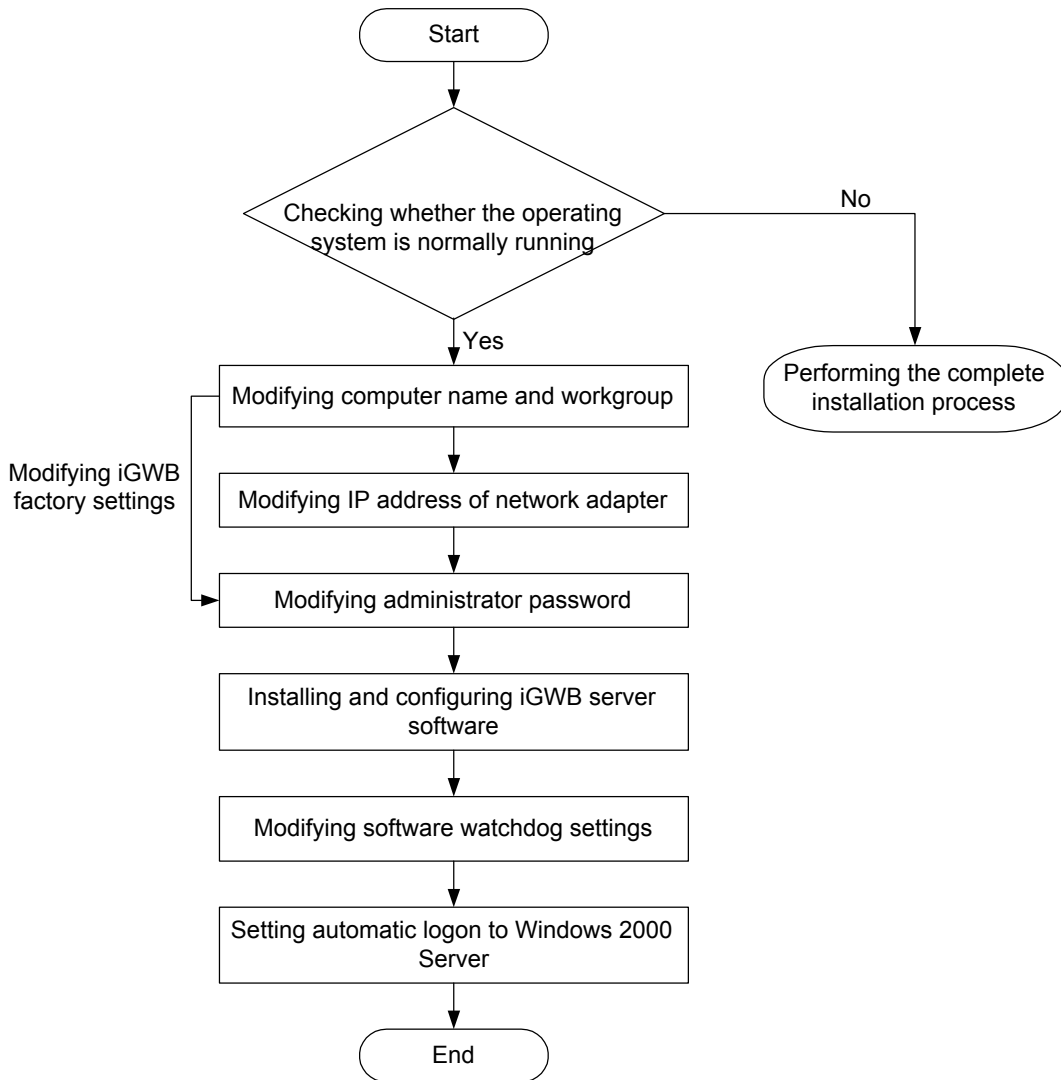 Start
Checking whether the operating
system is normally running
No
Yes
Performing the complete
installation process
Modifying computer name and workgroup
Modifying iGWB
factory settings
Modifying IP address of network adapter
Modifying administrator password
Installing and configuring iGWB server
software
Modifying software watchdog settings
Setting automatic logon to Windows 2000
Server
End